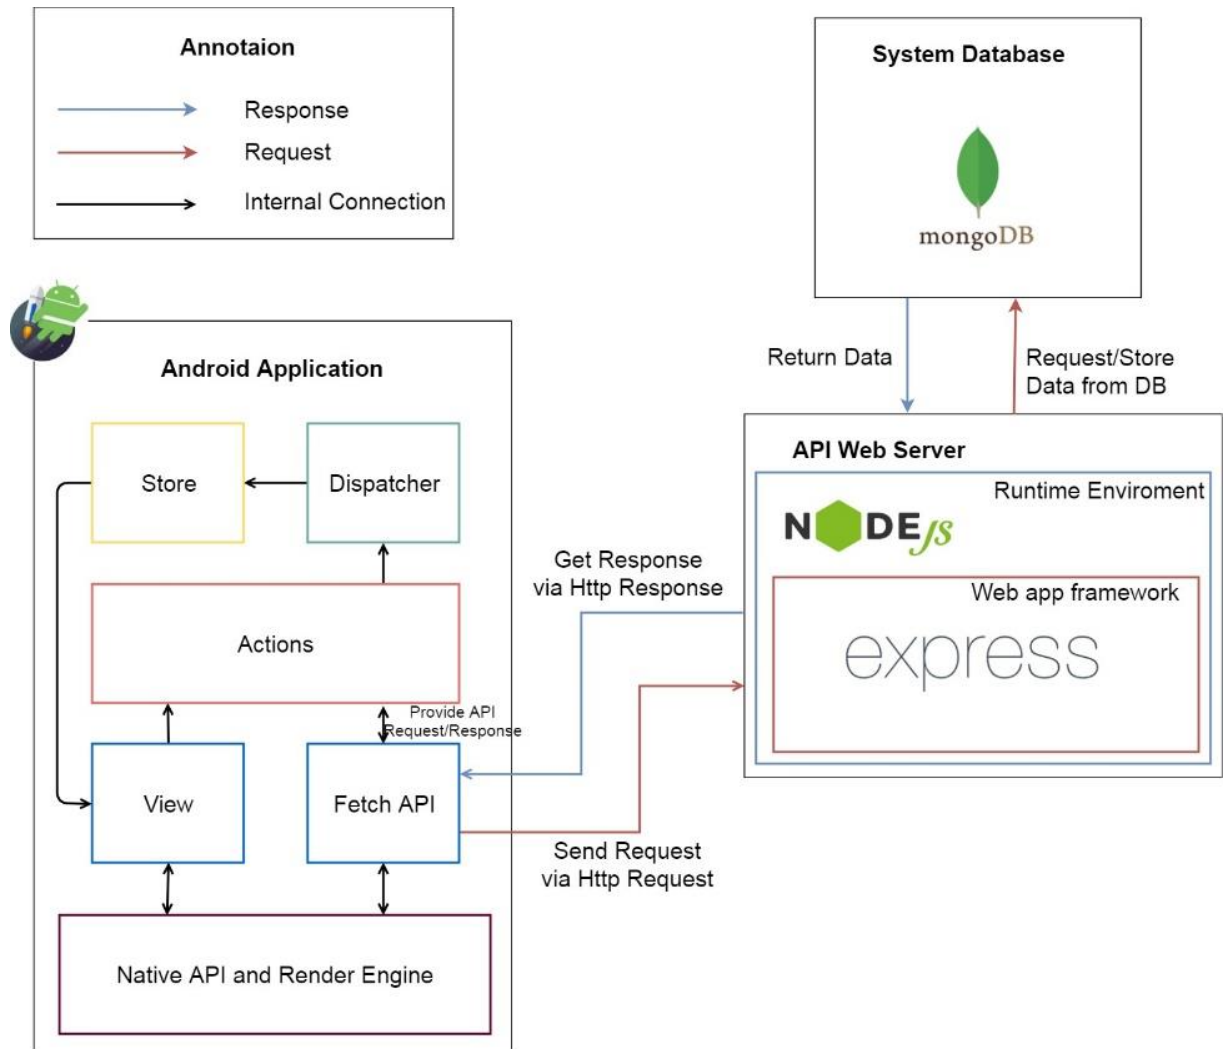 Annotaion
Response
Request
Internal Connection
System Database
mongoDB
Return Data
Request/Store
Data from DB
Android Application
Store
Dispatcher
Actions
Provide API
Request/Response
View
Fetch API
Native API and Render Engine
Get Response
via Http Response
Send Request
via Http Request
API Web Server
Runtime Enviroment
NODE JS
Web app framework
express